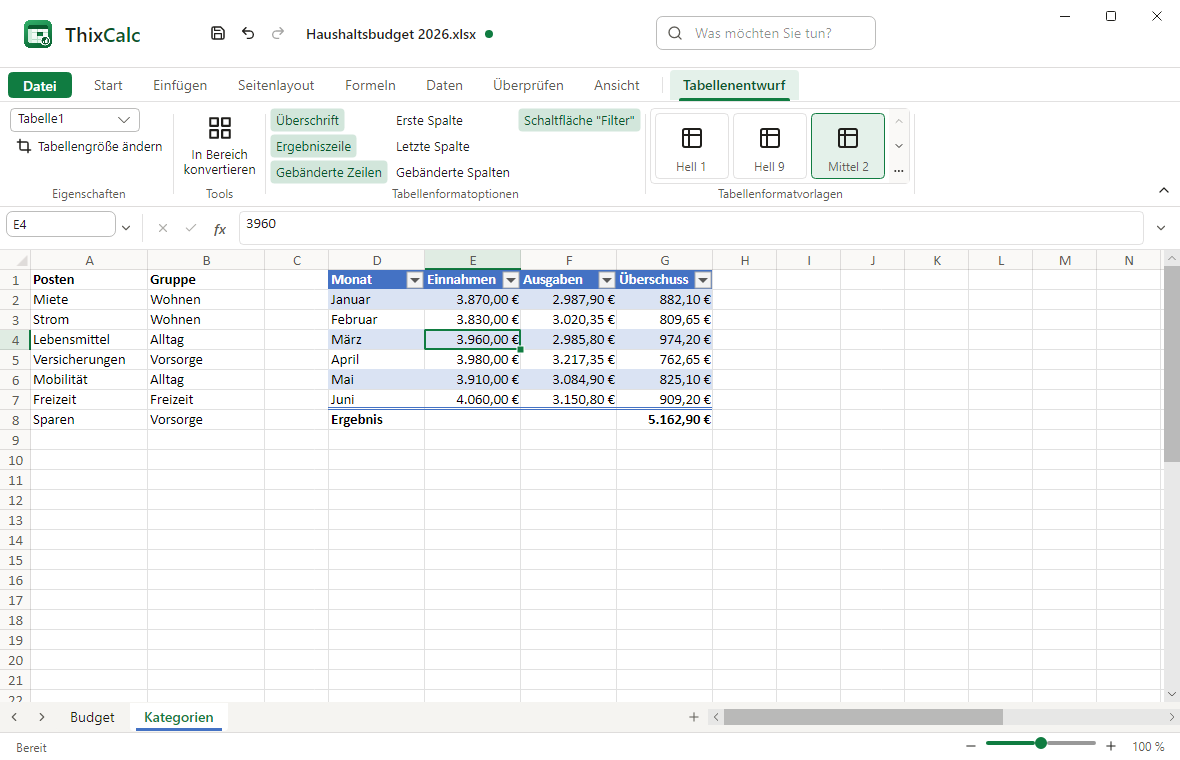 ThixCalc
Haushaltsbudget 2026.xlsx
Was möchten Sie tun?
Datei Start Einfügen Seitenlayout Formeln Daten Überprüfen Ansicht Tabellenentwurf
Tabelle1
Tabellengröße ändern
Eigenschaften
In Bereich
konvertieren
Tools
Überschrift Erste Spalte Schaltfläche "Filter"
Ergebniszeile Letzte Spalte
Gebänderte Zeilen Gebänderte Spalten
Tabellenformatoptionen
Hell 1 Hell 9 Mittel 2
...
Tabellenformatvorlagen
E4 fx 3960
A B C D E F G H I J K L M N
1 Posten Gruppe Monat Einnahmen Ausgaben Überschuss
2 Miete Wohnen Januar 3.870,00 € 2.987,90 € 882,10 €
3 Strom Wohnen Februar 3.830,00 € 3.020,35 € 809,65 €
4 Lebensmittel Alltag März 3.960,00 € 2.985,80 € 974,20 €
5 Versicherungen Vorsorge April 3.980,00 € 3.217,35 € 762,65 €
6 Mobilität Alltag Mai 3.910,00 € 3.084,90 € 825,10 €
7 Freizeit Freizeit Juni 4.060,00 € 3.150,80 € 909,20 €
8 Sparen Vorsorge Ergebnis 5.162,90 €
9
10
11
12
13
14
15
16
17
18
19
20
21
22
Budget Kategorien
Bereit 100 %